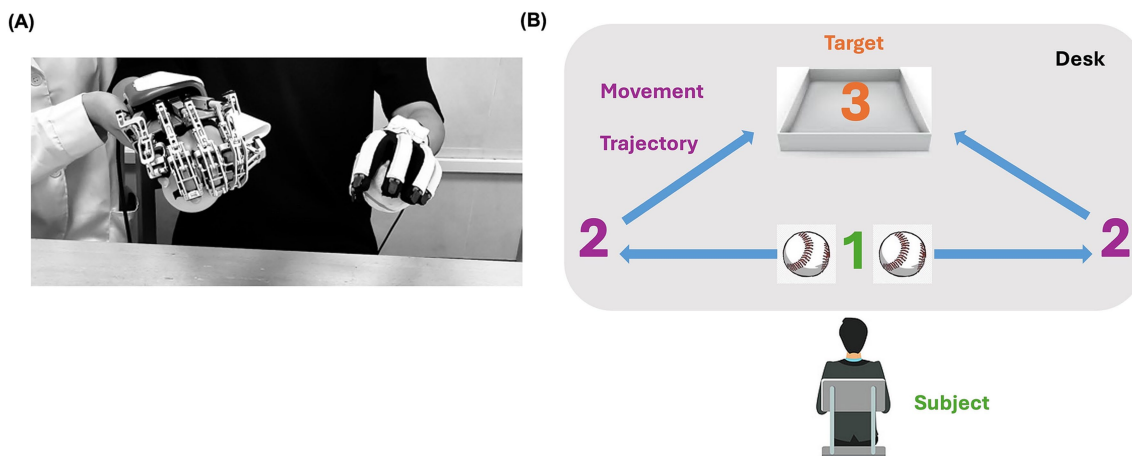 (A)
(B)
Target
Desk
Movement
3
Trajectory
2
1
2
Subject